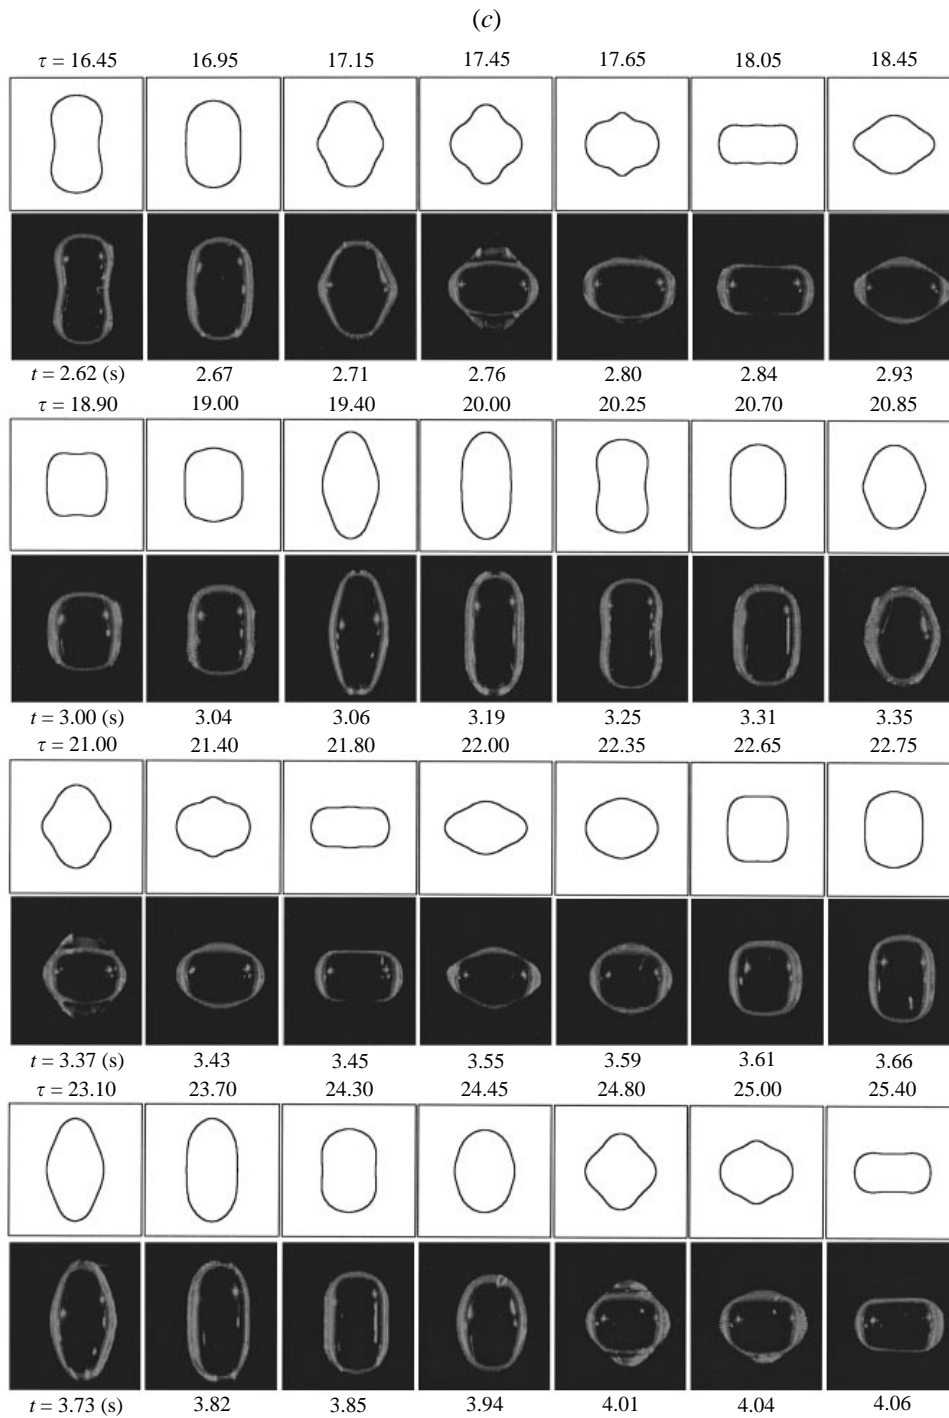 (c)
τ = 16.45 16.95 17.15 17.45 17.65 18.05 18.45
t = 2.62 (s) 2.67 2.71 2.76 2.80 2.84 2.93
τ = 18.90 19.00 19.40 20.00 20.25 20.70 20.85
t = 3.00 (s) 3.04 3.06 3.19 3.25 3.31 3.35
τ = 21.00 21.40 21.80 22.00 22.35 22.65 22.75
t = 3.37 (s) 3.43 3.45 3.55 3.59 3.61 3.66
τ = 23.10 23.70 24.30 24.45 24.80 25.00 25.40
t = 3.73 (s) 3.82 3.85 3.94 4.01 4.04 4.06